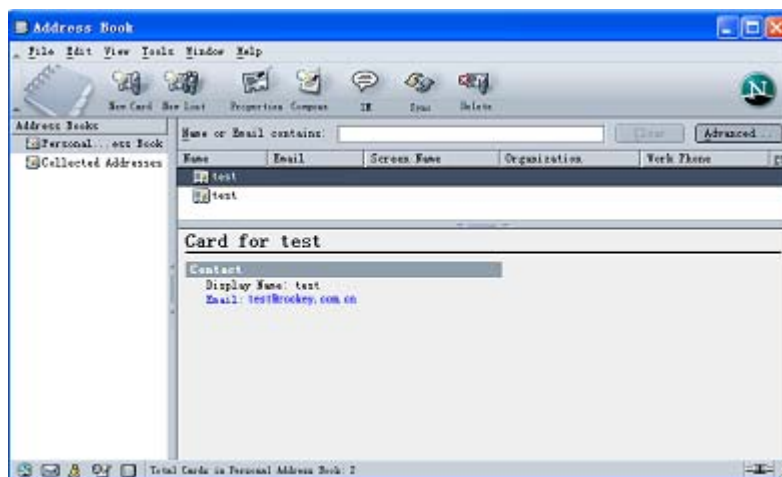 Address Book
File Edit View Tools Window Help
New Card New List Properties Compose IM Sync Delete
Address Books
Personal...ess Book
Collected Addresses
Name or Email contains: Clear Advanced...
Name Email Screen Name Organization Work Phone
test
test
Card for test
Contact
Display Name: test
Email: test@rockey.com.cn
Total Cards in Personal Address Book: 2
N